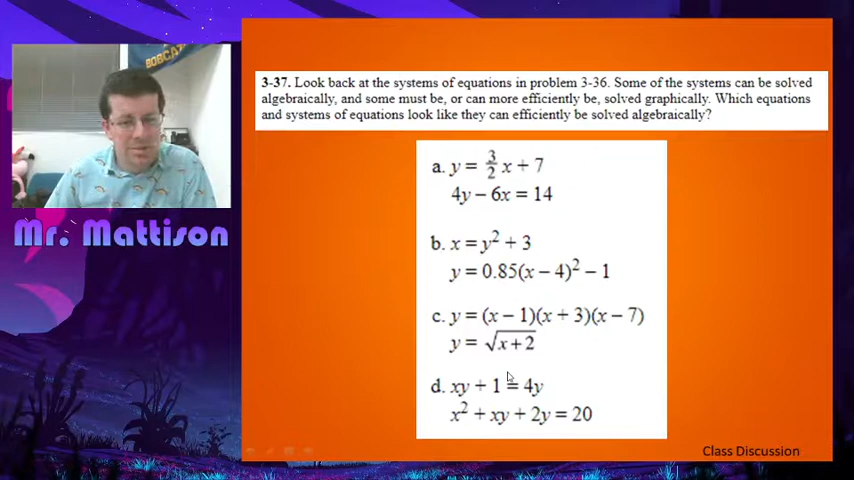 BOBCATS
3-37. Look back at the systems of equations in problem 3-36. Some of the systems can be solved
algebraically, and some must be, or can more efficiently be, solved graphically. Which equations
and systems of equations look like they can efficiently be solved algebraically?
a. y = 3/2 x + 7
4y − 6x = 14
b. x = y² + 3
y = 0.85(x − 4)² − 1
c. y = (x − 1)(x + 3)(x − 7)
y = √x+2
d. xy + 1 = 4y
x² + xy + 2y = 20
Mr. Mattison
Class Discussion